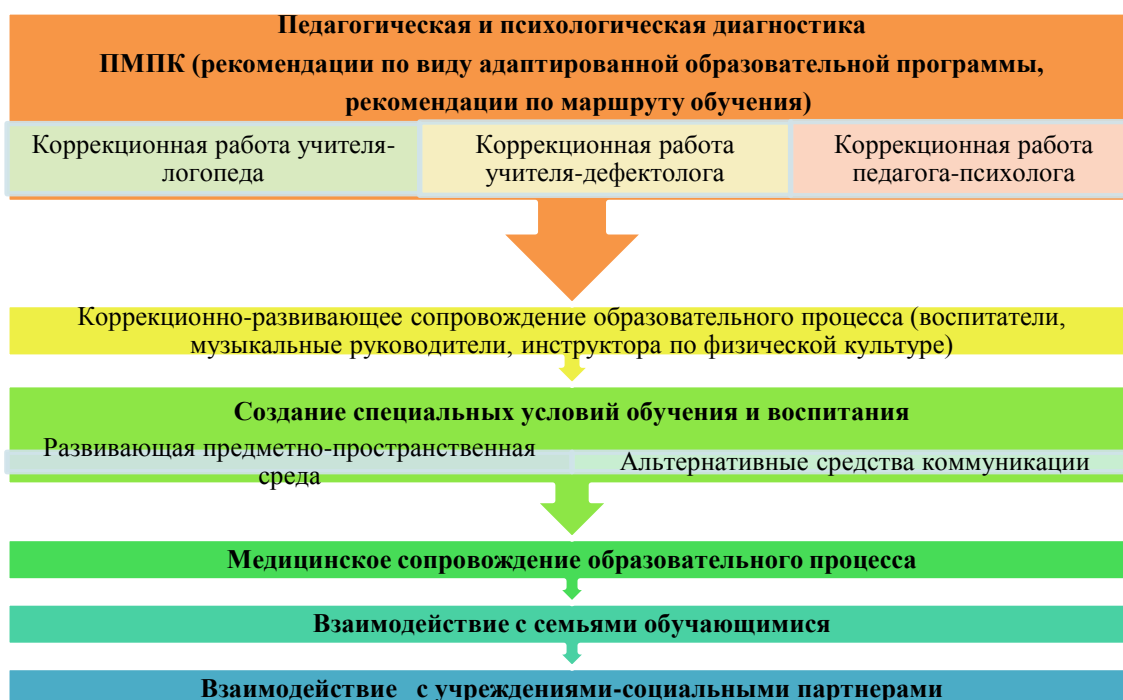 Педагогическая и психологическая диагностика
ПМПК (рекомендации по виду адаптированной образовательной программы,
рекомендации по маршруту обучения)
Коррекционная работа учителя-
логопеда
Коррекционная работа
учителя-дефектолога
Коррекционная работа
педагога-психолога
Коррекционно-развивающее сопровождение образовательного процесса (воспитатели,
музыкальные руководители, инструктора по физической культуре)
Создание специальных условий обучения и воспитания
Развивающая предметно-пространственная
среда
Альтернативные средства коммуникации
Медицинское сопровождение образовательного процесса
Взаимодействие с семьями обучающимися
Взаимодействие с учреждениями-социальными партнерами